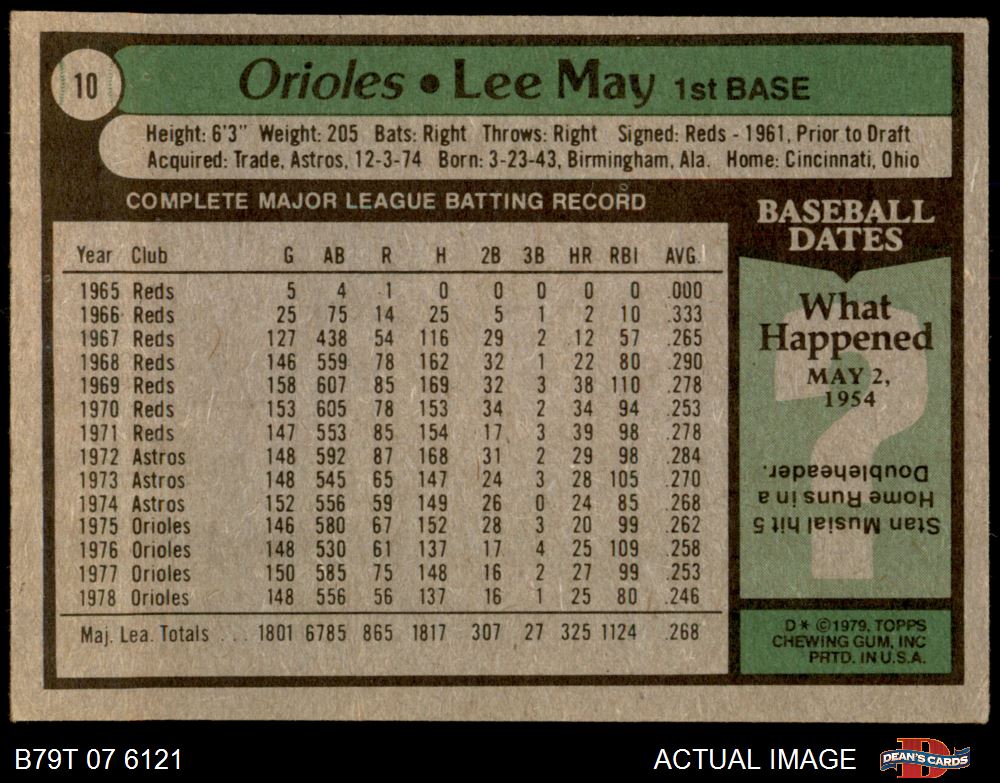 10
Orioles • Lee May 1st BASE
Height: 6'3" Weight: 205 Bats: Right Throws: Right Signed: Reds - 1961, Prior to Draft
Acquired: Trade, Astros, 12-3-74 Born: 3-23-43, Birmingham, Ala. Home: Cincinnati, Ohio
COMPLETE MAJOR LEAGUE BATTING RECORD
Year Club G AB R H 2B 3B HR RBI AVG.
1965 Reds 5 4 1 0 0 0 0 0 .000
1966 Reds 25 75 14 25 5 1 2 10 .333
1967 Reds 127 438 54 116 29 2 12 57 .265
1968 Reds 146 559 78 162 32 1 22 80 .290
1969 Reds 158 607 85 169 32 3 38 110 .278
1970 Reds 153 605 78 153 34 2 34 94 .253
1971 Reds 147 553 85 154 17 3 39 98 .278
1972 Astros 148 592 87 168 31 2 29 98 .284
1973 Astros 148 545 65 147 24 3 28 105 .270
1974 Astros 152 556 59 149 26 0 24 85 .268
1975 Orioles 146 580 67 152 28 3 20 99 .262
1976 Orioles 148 530 61 137 17 4 25 109 .258
1977 Orioles 150 585 75 148 16 2 27 99 .253
1978 Orioles 148 556 56 137 16 1 25 80 .246
Maj. Lea. Totals . . . 1801 6785 865 1817 307 27 325 1124 .268
BASEBALL
DATES
What
Happened
MAY 2,
1954
?
Stan Musial hit 5
Home Runs in a
Doubleheader.
D* ©1979, TOPPS
CHEWING GUM, INC
PRTD. IN U.S.A.
B79T 07 6121
ACTUAL IMAGE
D
DEAN'S CARDS